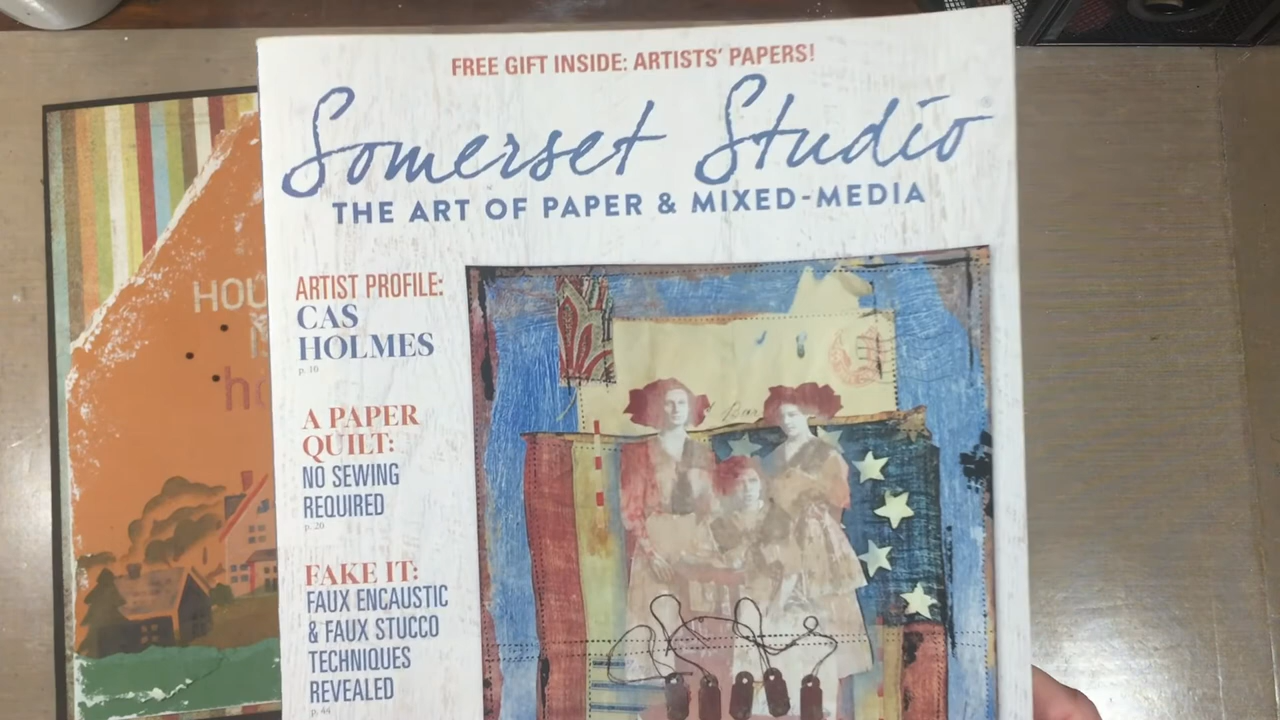 FREE GIFT INSIDE: ARTISTS' PAPERS!
Somerset Studio
THE ART OF PAPER & MIXED-MEDIA
ARTIST PROFILE:
CAS
HOLMES
p. 10
A PAPER
QUILT:
NO SEWING
REQUIRED
p. 20
FAKE IT:
FAUX ENCAUSTIC
& FAUX STUCCO
TECHNIQUES
REVEALED
p. 44
HOU
ho